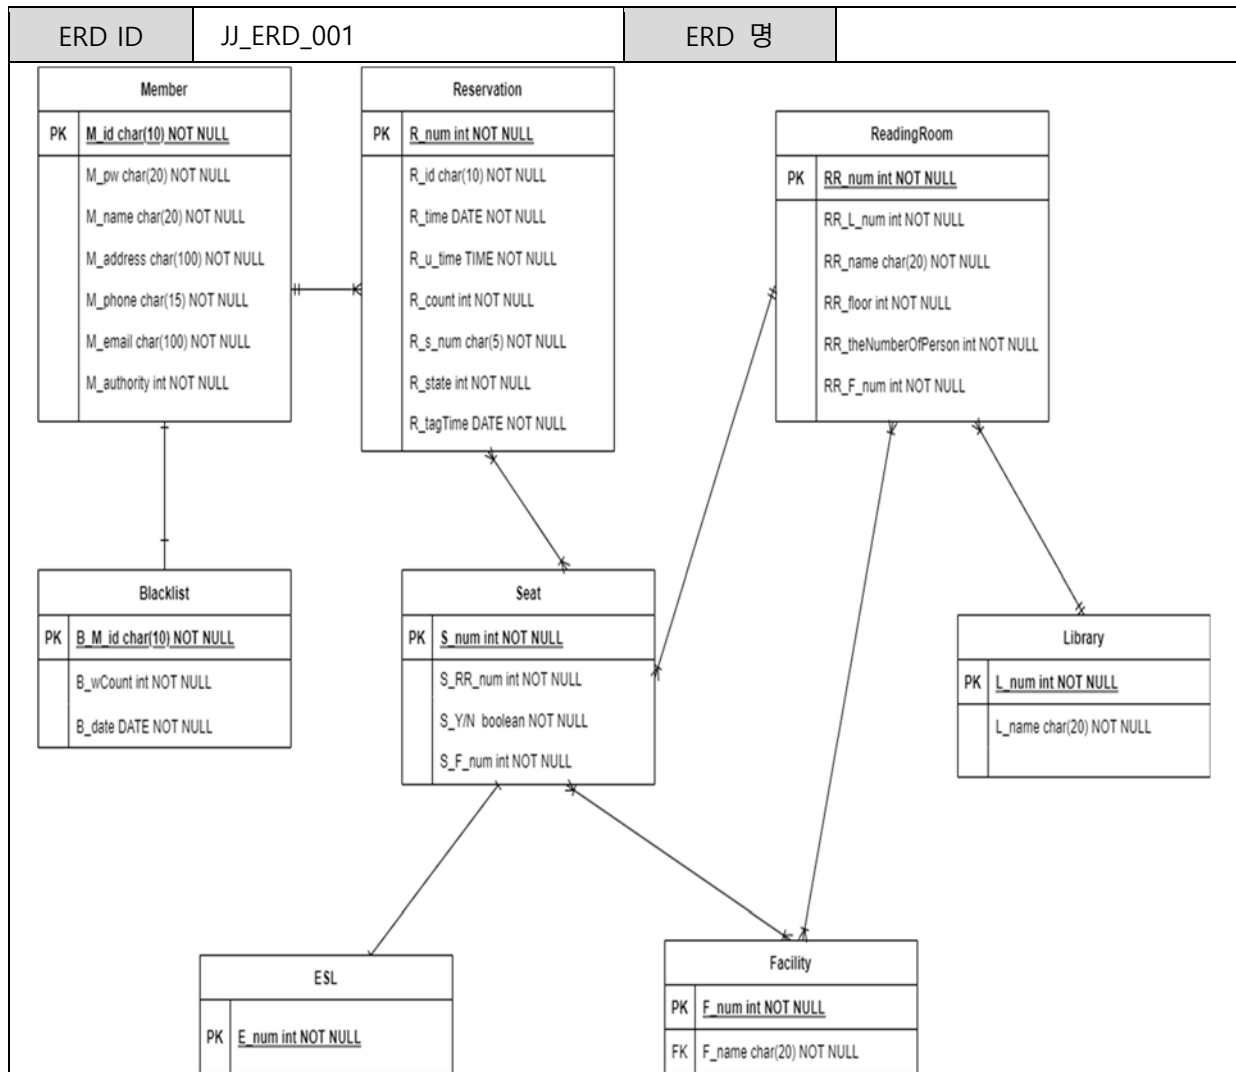 ERD ID JJ_ERD_001 ERD 명
Member
PK M_id char(10) NOT NULL
M_pw char(20) NOT NULL
M_name char(20) NOT NULL
M_address char(100) NOT NULL
M_phone char(15) NOT NULL
M_email char(100) NOT NULL
M_authority int NOT NULL
Reservation
PK R_num int NOT NULL
R_id char(10) NOT NULL
R_time DATE NOT NULL
R_u_time TIME NOT NULL
R_count int NOT NULL
R_s_num char(5) NOT NULL
R_state int NOT NULL
R_tagTime DATE NOT NULL
ReadingRoom
PK RR_num int NOT NULL
RR_L_num int NOT NULL
RR_name char(20) NOT NULL
RR_floor int NOT NULL
RR_theNumberOfPerson int NOT NULL
RR_F_num int NOT NULL
Blacklist
PK B_M_id char(10) NOT NULL
B_wCount int NOT NULL
B_date DATE NOT NULL
Seat
PK S_num int NOT NULL
S_RR_num int NOT NULL
S_Y/N boolean NOT NULL
S_F_num int NOT NULL
Library
PK L_num int NOT NULL
L_name char(20) NOT NULL
ESL
PK E_num int NOT NULL
Facility
PK F_num int NOT NULL
FK F_name char(20) NOT NULL